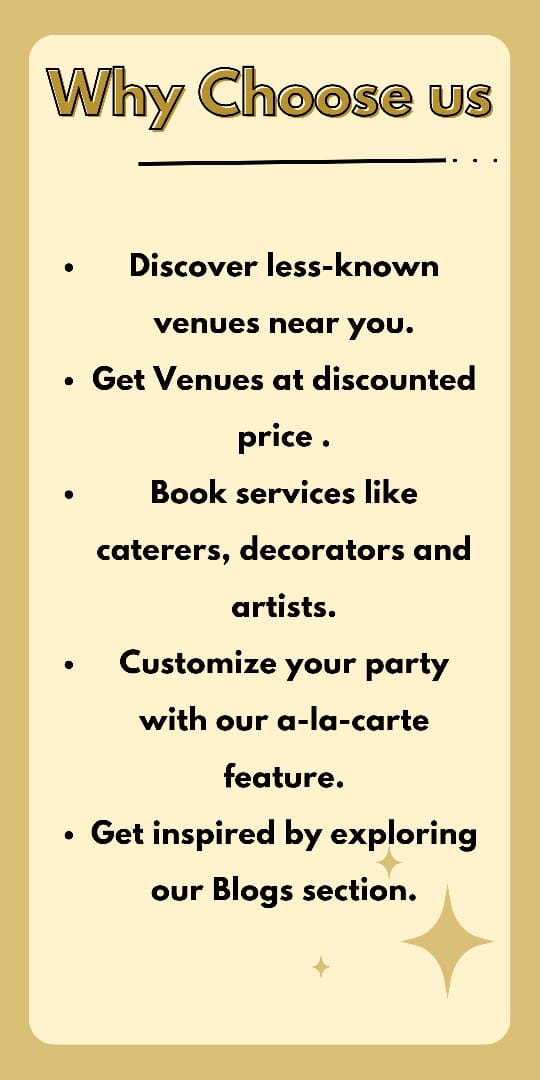 Why Choose us
• Discover less-known
venues near you.
• Get Venues at discounted
price .
• Book services like
caterers, decorators and
artists.
• Customize your party
with our a-la-carte
feature.
• Get inspired by exploring
our Blogs section.